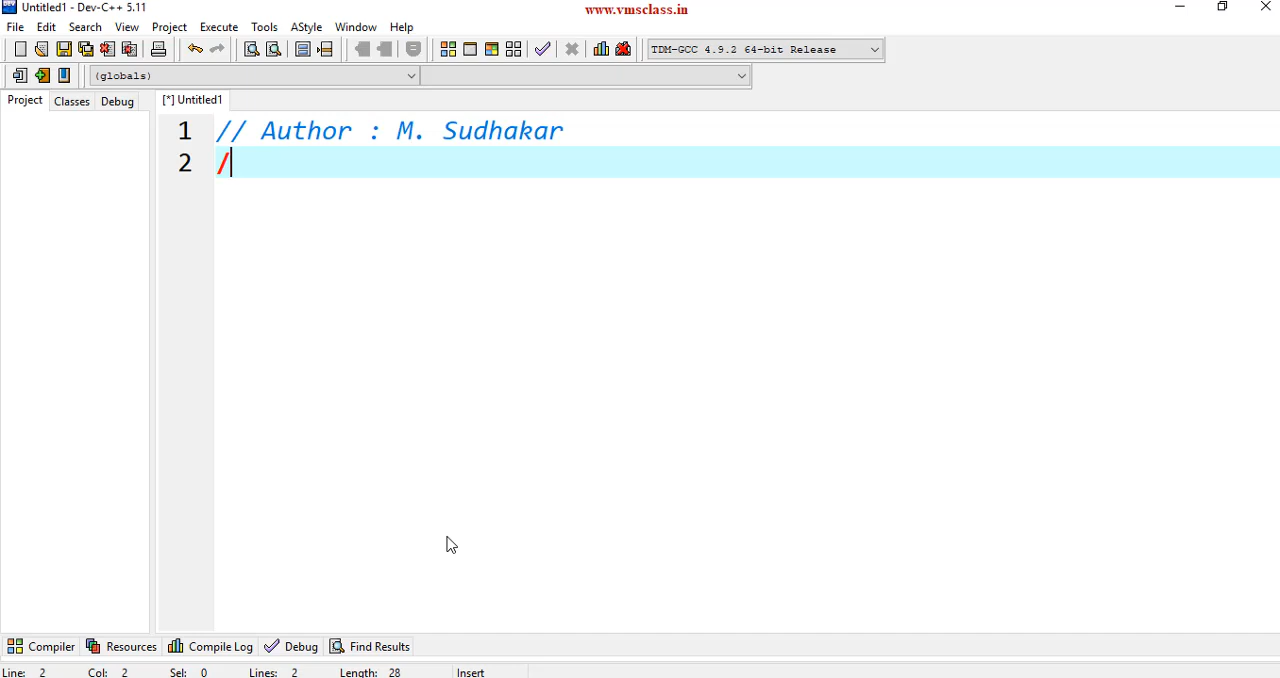 Untitled1 - Dev-C++ 5.11
www.vmsclass.in
File Edit Search View Project Execute Tools AStyle Window Help
TDM-GCC 4.9.2 64-bit Release
(globals)
Project Classes Debug [*] Untitled1
1 // Author : M. Sudhakar
2 /
Compiler Resources Compile Log Debug Find Results
Line: 2 Col: 2 Sel: 0 Lines: 2 Length: 28 Insert